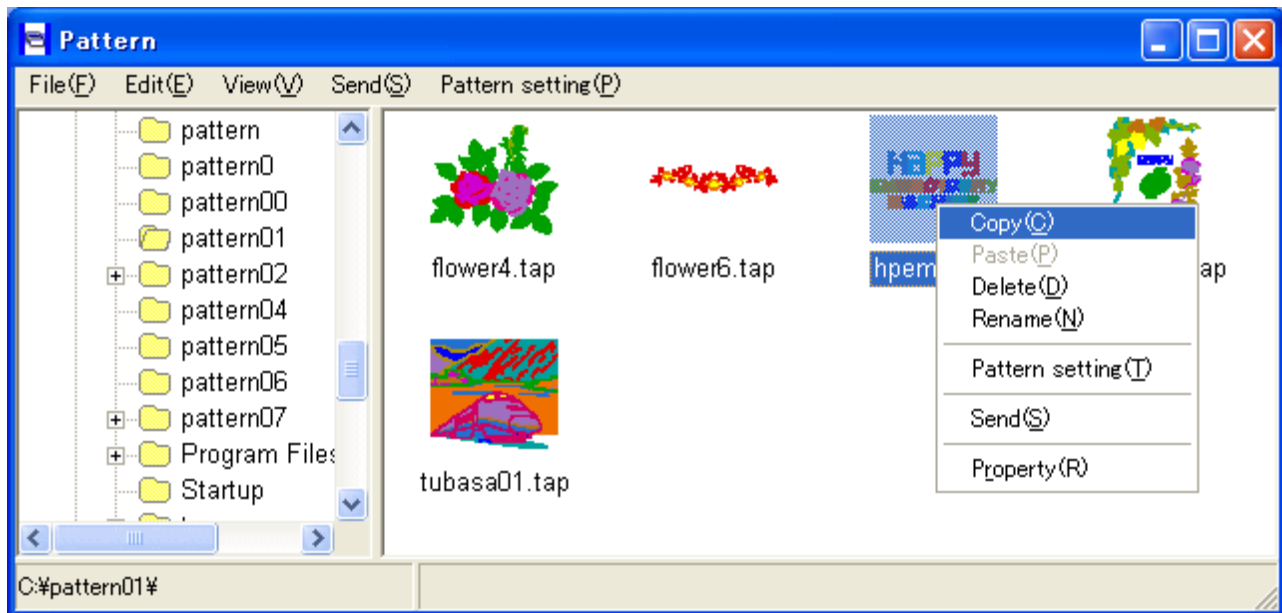 Pattern
File(F) Edit(E) View(V) Send(S) Pattern setting(P)
pattern
pattern0
pattern00
pattern01
pattern02
pattern04
pattern05
pattern06
pattern07
Program Files
Startup
flower4.tap
flower6.tap
hpem
ap
tubasa01.tap
HAPPY
Copy(C)
Paste(P)
Delete(D)
Rename(N)
Pattern setting(T)
Send(S)
Property(R)
C:¥pattern01¥